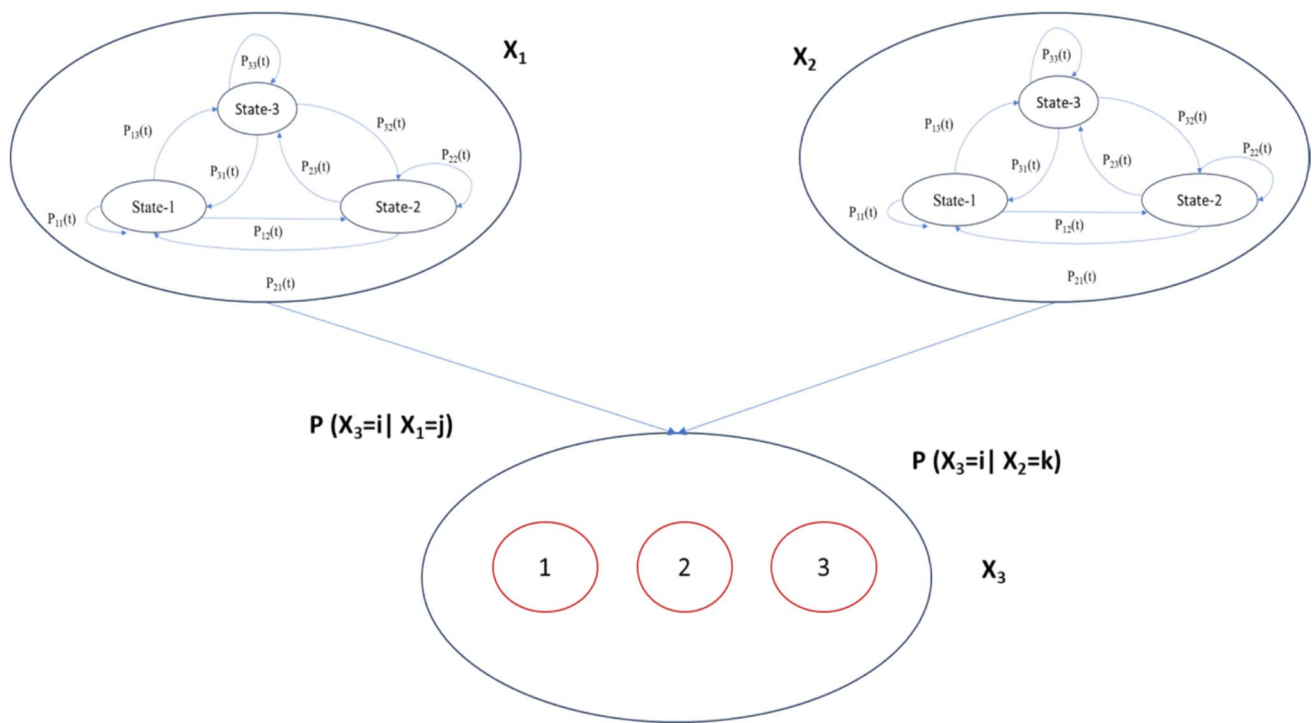 X₁
P₃₃(t)
State-3
P₁₃(t)
P₃₂(t)
P₃₁(t)
P₂₃(t)
P₂₂(t)
State-1
State-2
P₁₁(t)
P₁₂(t)
P₂₁(t)
X₂
P₃₃(t)
State-3
P₁₃(t)
P₃₂(t)
P₃₁(t)
P₂₃(t)
P₂₂(t)
State-1
State-2
P₁₁(t)
P₁₂(t)
P₂₁(t)
P (X₃=i| X₁=j)
P (X₃=i| X₂=k)
1
2
3
X₃